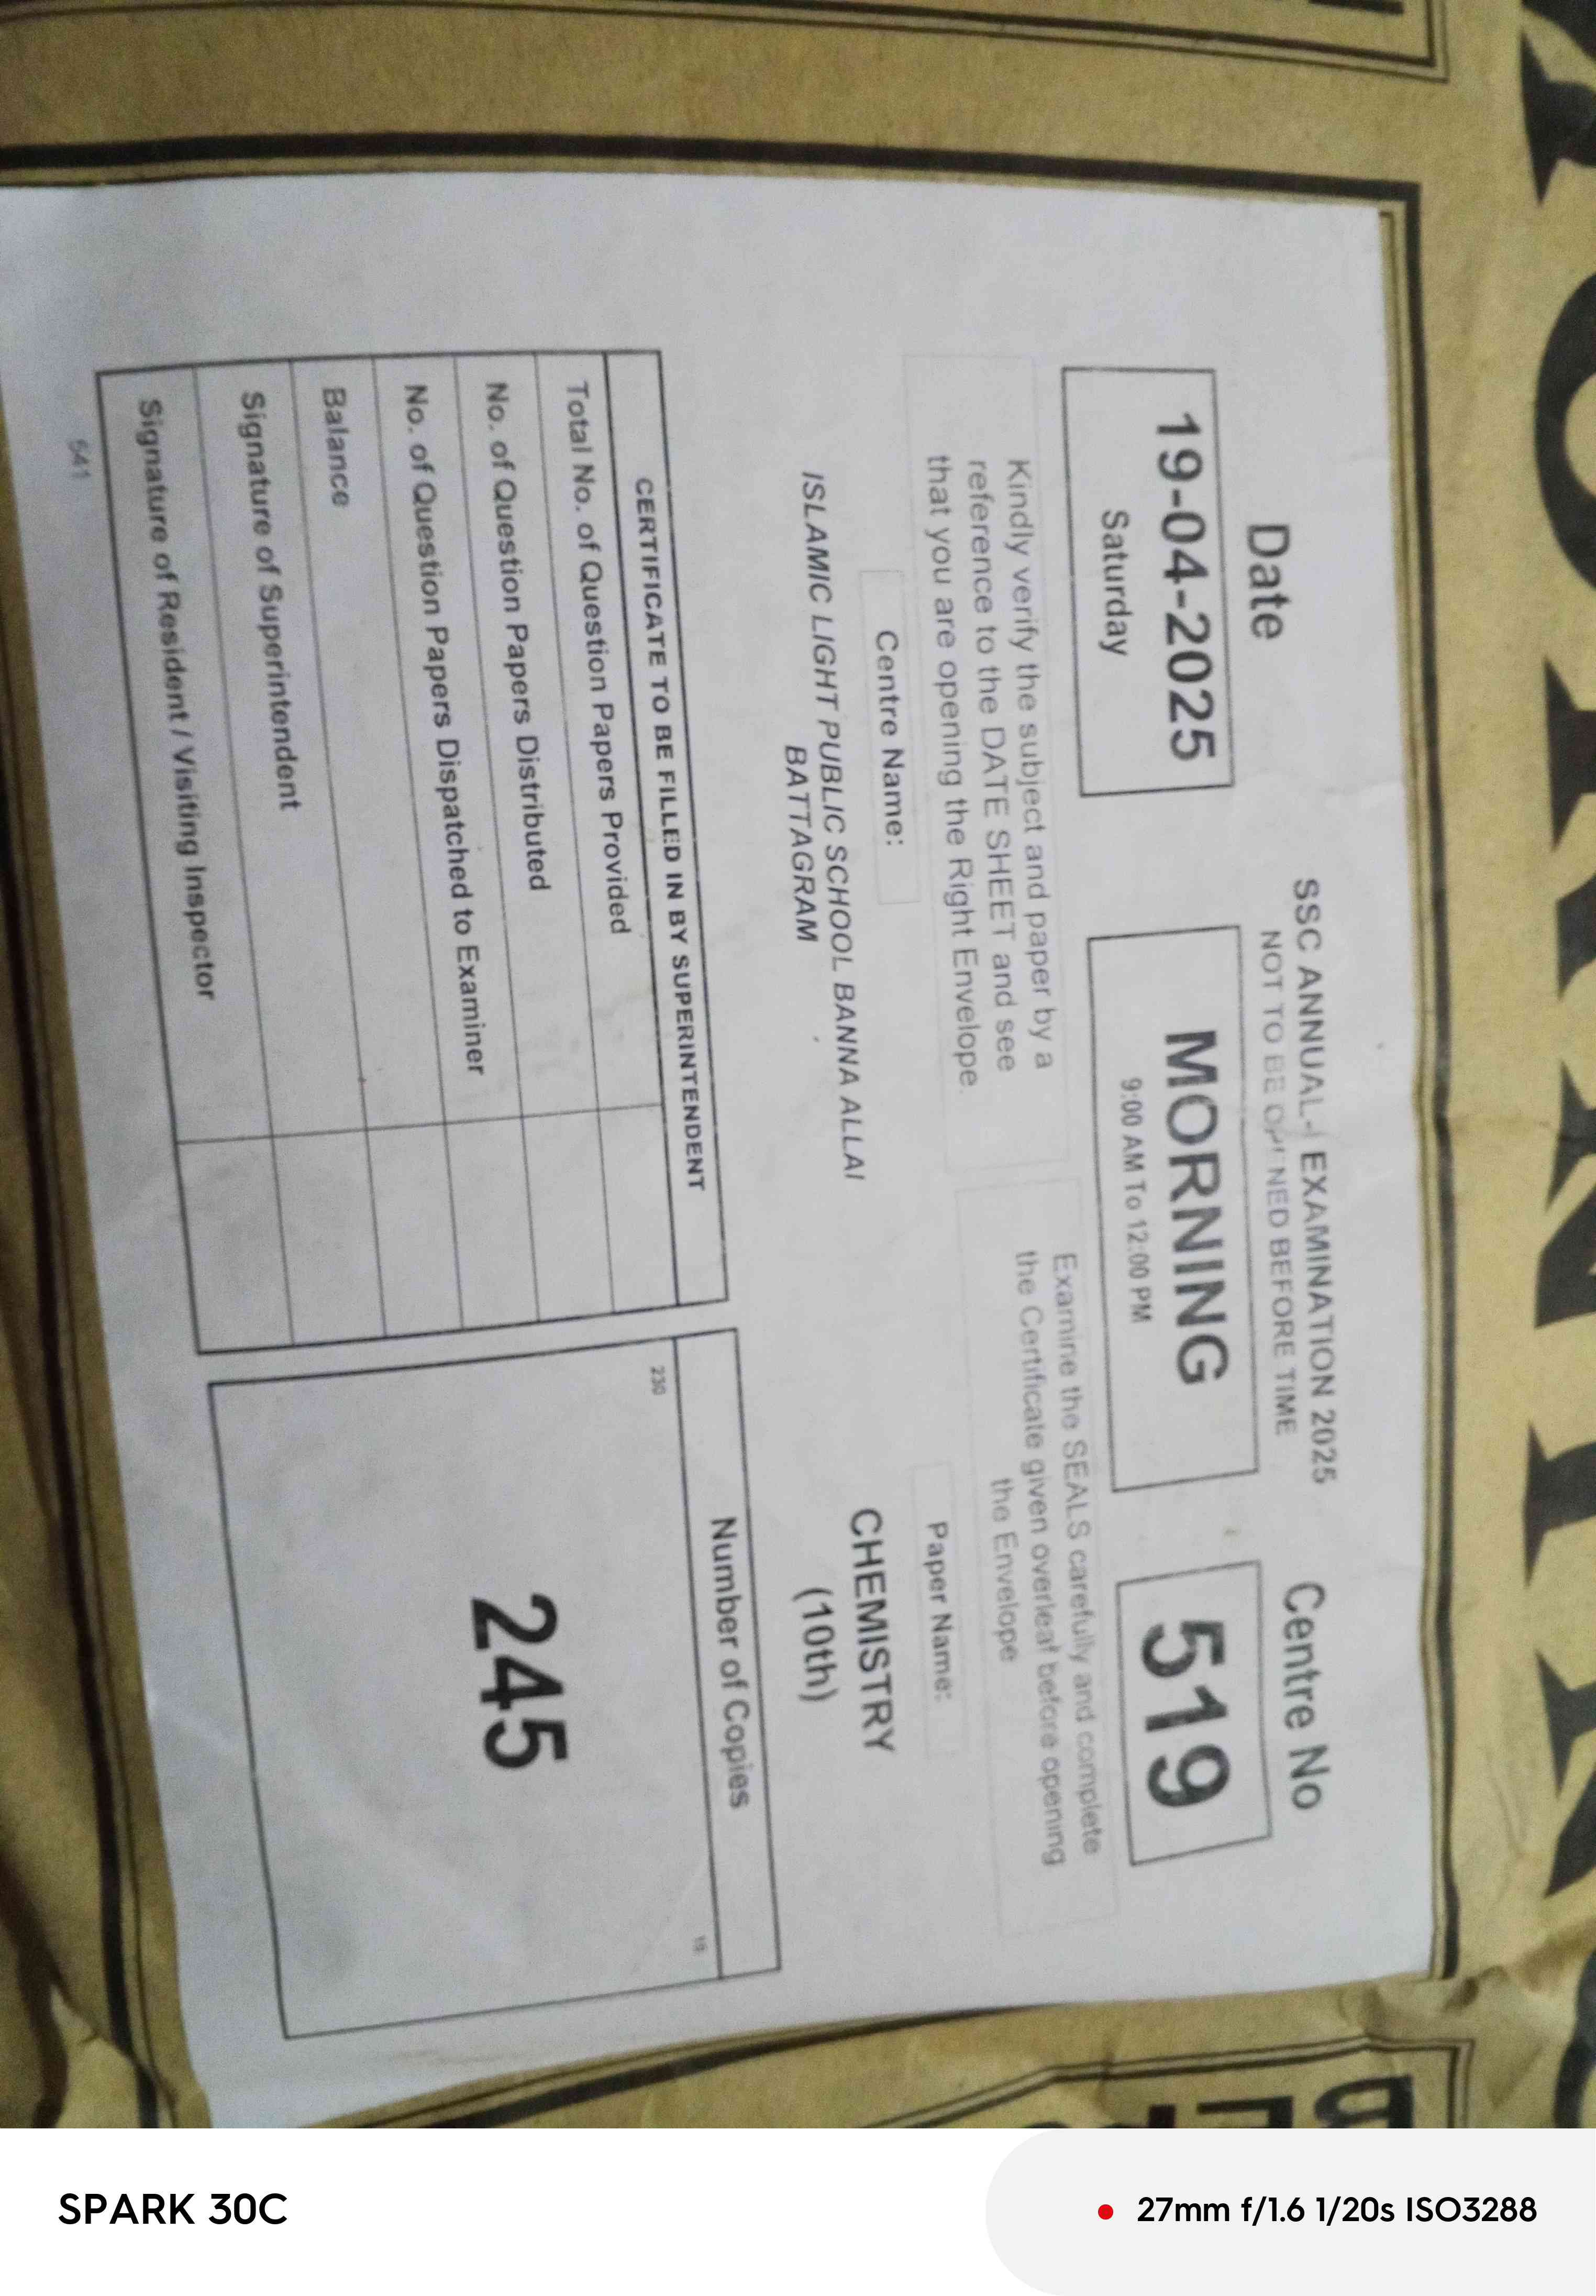 SSC ANNUAL-I EXAMINATION 2025
NOT TO BE OPENED BEFORE TIME
Date
19-04-2025
Saturday
MORNING
9:00 AM To 12:00 PM
Centre No
519
Kindly verify the subject and paper by a
reference to the DATE SHEET and see
that you are opening the Right Envelope.
Examine the SEALS carefully and complete
the Certificate given overleaf before opening
the Envelope
Centre Name:
ISLAMIC LIGHT PUBLIC SCHOOL BANNA ALLAI
BATTAGRAM
Paper Name:
CHEMISTRY
(10th)
CERTIFICATE TO BE FILLED IN BY SUPERINTENDENT
Total No. of Question Papers Provided
No. of Question Papers Distributed
No. of Question Papers Dispatched to Examiner
Balance
Signature of Superintendent
Signature of Resident / Visiting Inspector
541
Number of Copies
230
15
245
SPARK 30C
27mm f/1.6 1/20s ISO3288